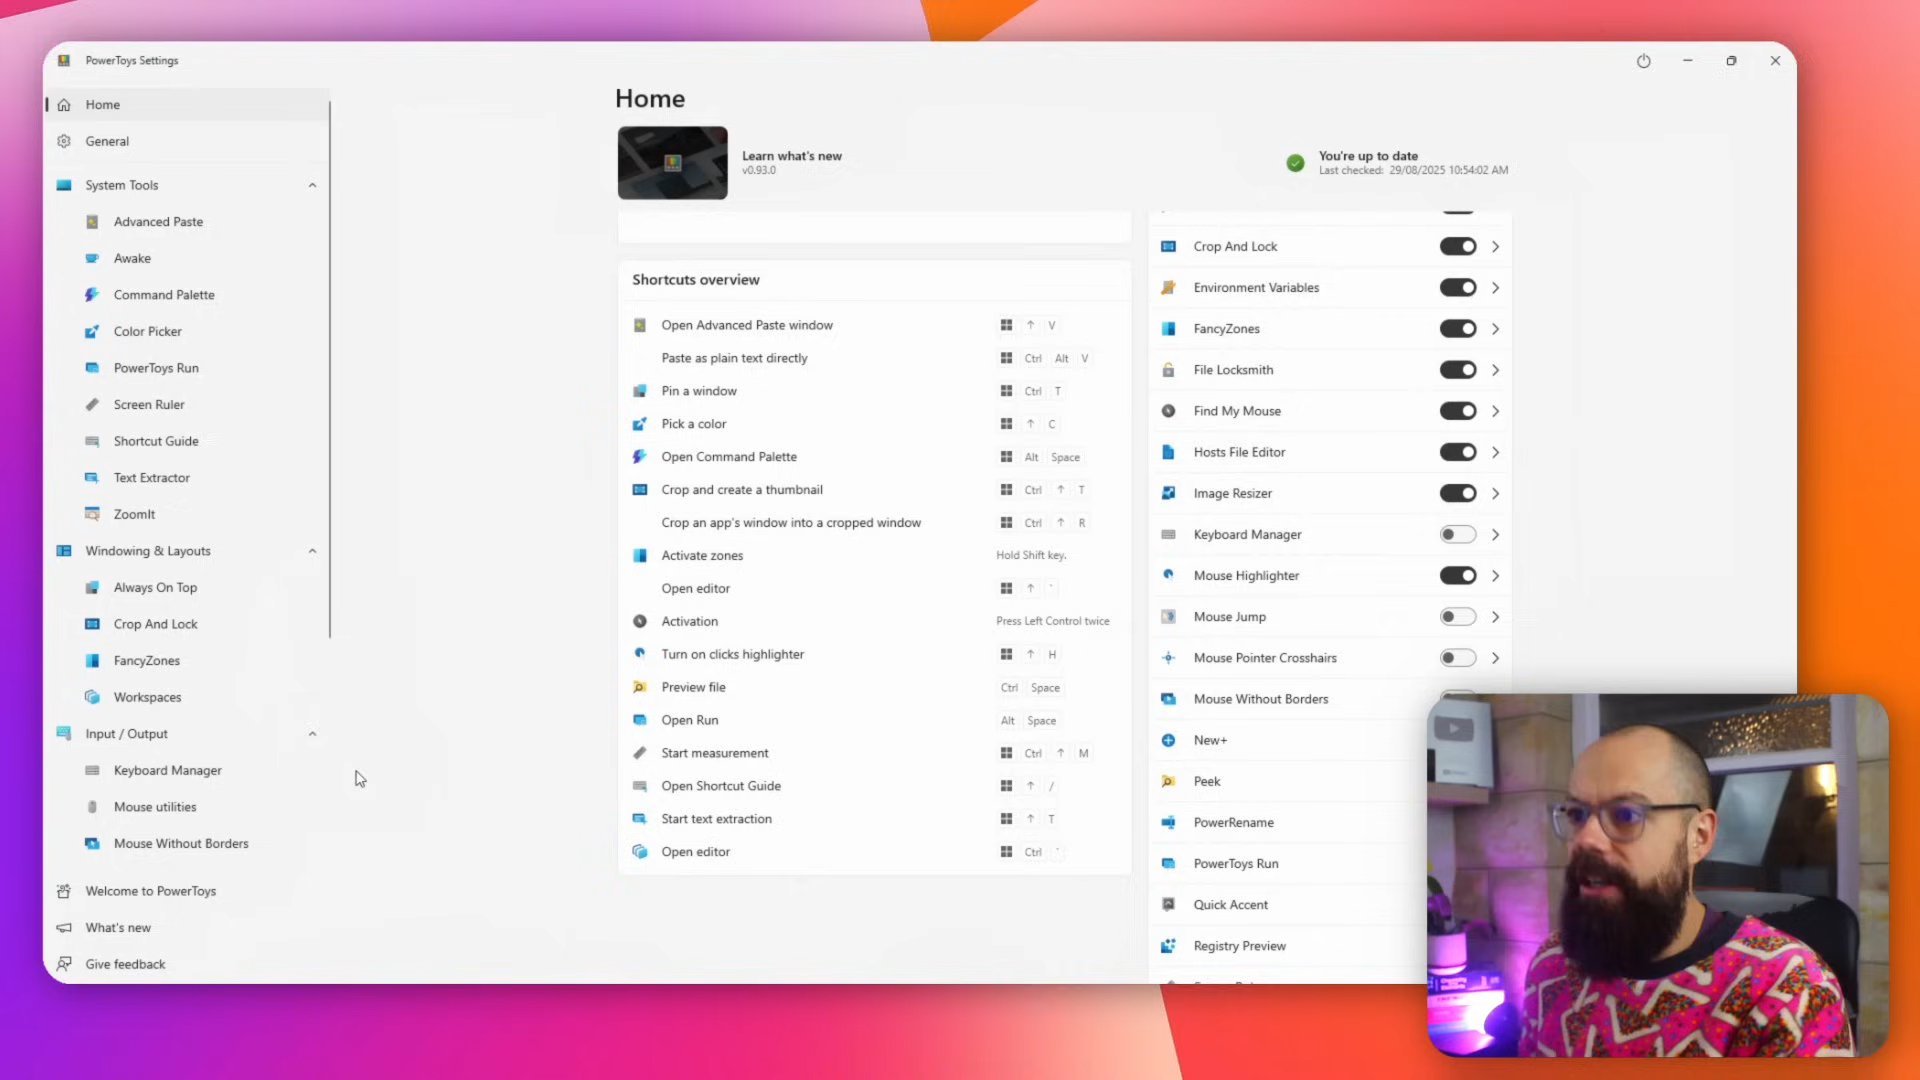 PowerToys Settings
Home
General
System Tools
Advanced Paste
Awake
Command Palette
Color Picker
PowerToys Run
Screen Ruler
Shortcut Guide
Text Extractor
ZoomIt
Windowing & Layouts
Always On Top
Crop And Lock
FancyZones
Workspaces
Input / Output
Keyboard Manager
Mouse utilities
Mouse Without Borders
Welcome to PowerToys
What's new
Give feedback
Home
Learn what's new
v0.93.0
You're up to date
Last checked: 29/08/2025 10:54:02 AM
Shortcuts overview
Open Advanced Paste window ↑ V
Paste as plain text directly Ctrl Alt V
Pin a window Ctrl T
Pick a color ↑ C
Open Command Palette Alt Space
Crop and create a thumbnail Ctrl ↑ T
Crop an app's window into a cropped window Ctrl ↑ R
Activate zones Hold Shift key.
Open editor ↑ `
Activation Press Left Control twice
Turn on clicks highlighter ↑ H
Preview file Ctrl Space
Open Run Alt Space
Start measurement Ctrl ↑ M
Open Shortcut Guide ↑ /
Start text extraction ↑ T
Open editor Ctrl `
Crop And Lock
Environment Variables
FancyZones
File Locksmith
Find My Mouse
Hosts File Editor
Image Resizer
Keyboard Manager
Mouse Highlighter
Mouse Jump
Mouse Pointer Crosshairs
Mouse Without Borders
New+
Peek
PowerRename
PowerToys Run
Quick Accent
Registry Preview